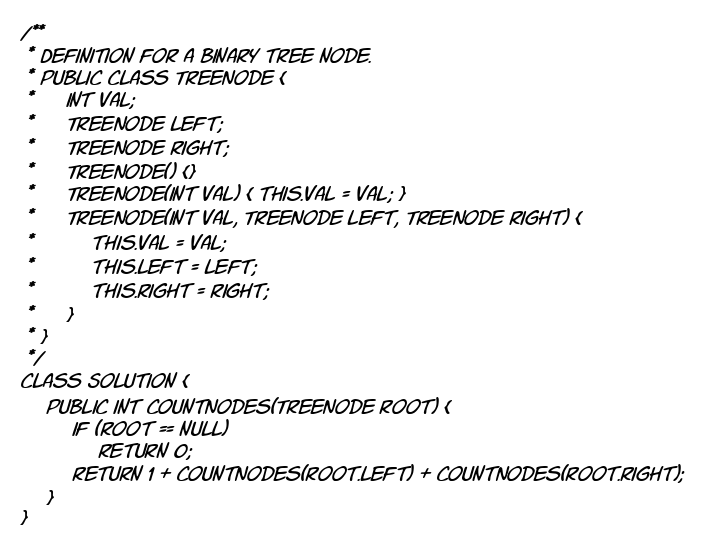 /**
* DEFINITION FOR A BINARY TREE NODE.
* PUBLIC CLASS TREENODE {
* INT VAL;
* TREENODE LEFT;
* TREENODE RIGHT;
* TREENODE() {}
* TREENODE(INT VAL) { THIS.VAL = VAL; }
* TREENODE(INT VAL, TREENODE LEFT, TREENODE RIGHT) {
* THIS.VAL = VAL;
* THIS.LEFT = LEFT;
* THIS.RIGHT = RIGHT;
* }
* }
*/
CLASS SOLUTION {
PUBLIC INT COUNTNODES(TREENODE ROOT) {
IF (ROOT == NULL)
RETURN 0;
RETURN 1 + COUNTNODES(ROOT.LEFT) + COUNTNODES(ROOT.RIGHT);
}
}